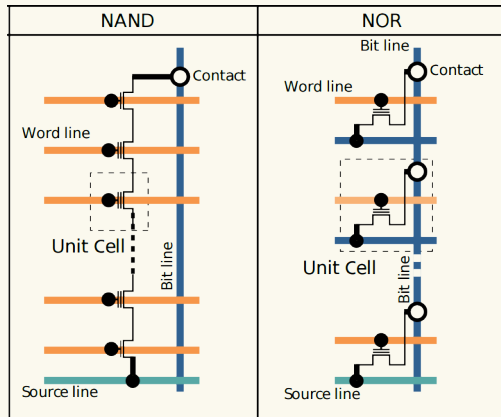 NAND
NOR
Bit line
Contact
Contact
Word line
Word line
Unit Cell
Bit line
Unit Cell
Bit line
Source line
Source line